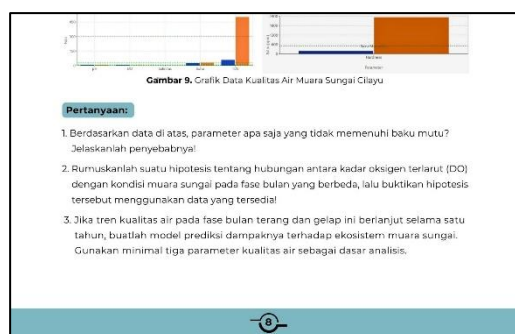 Gambar 9. Grafik Data Kualitas Air Muara Sungai Cilayu
Pertanyaan:
1. Berdasarkan data di atas, parameter apa saja yang tidak memenuhi baku mutu?
Jelaskanlah penyebabnya!
2. Rumuskanlah suatu hipotesis tentang hubungan antara kadar oksigen terlarut (DO)
dengan kondisi muara sungai pada fase bulan yang berbeda, lalu buktikan hipotesis
tersebut menggunakan data yang tersedia!
3. Jika tren kualitas air pada fase bulan terang dan gelap ini berlanjut selama satu
tahun, buatlah model prediksi dampaknya terhadap ekosistem muara sungai.
Gunakan minimal tiga parameter kualitas air sebagai dasar analisis.
8